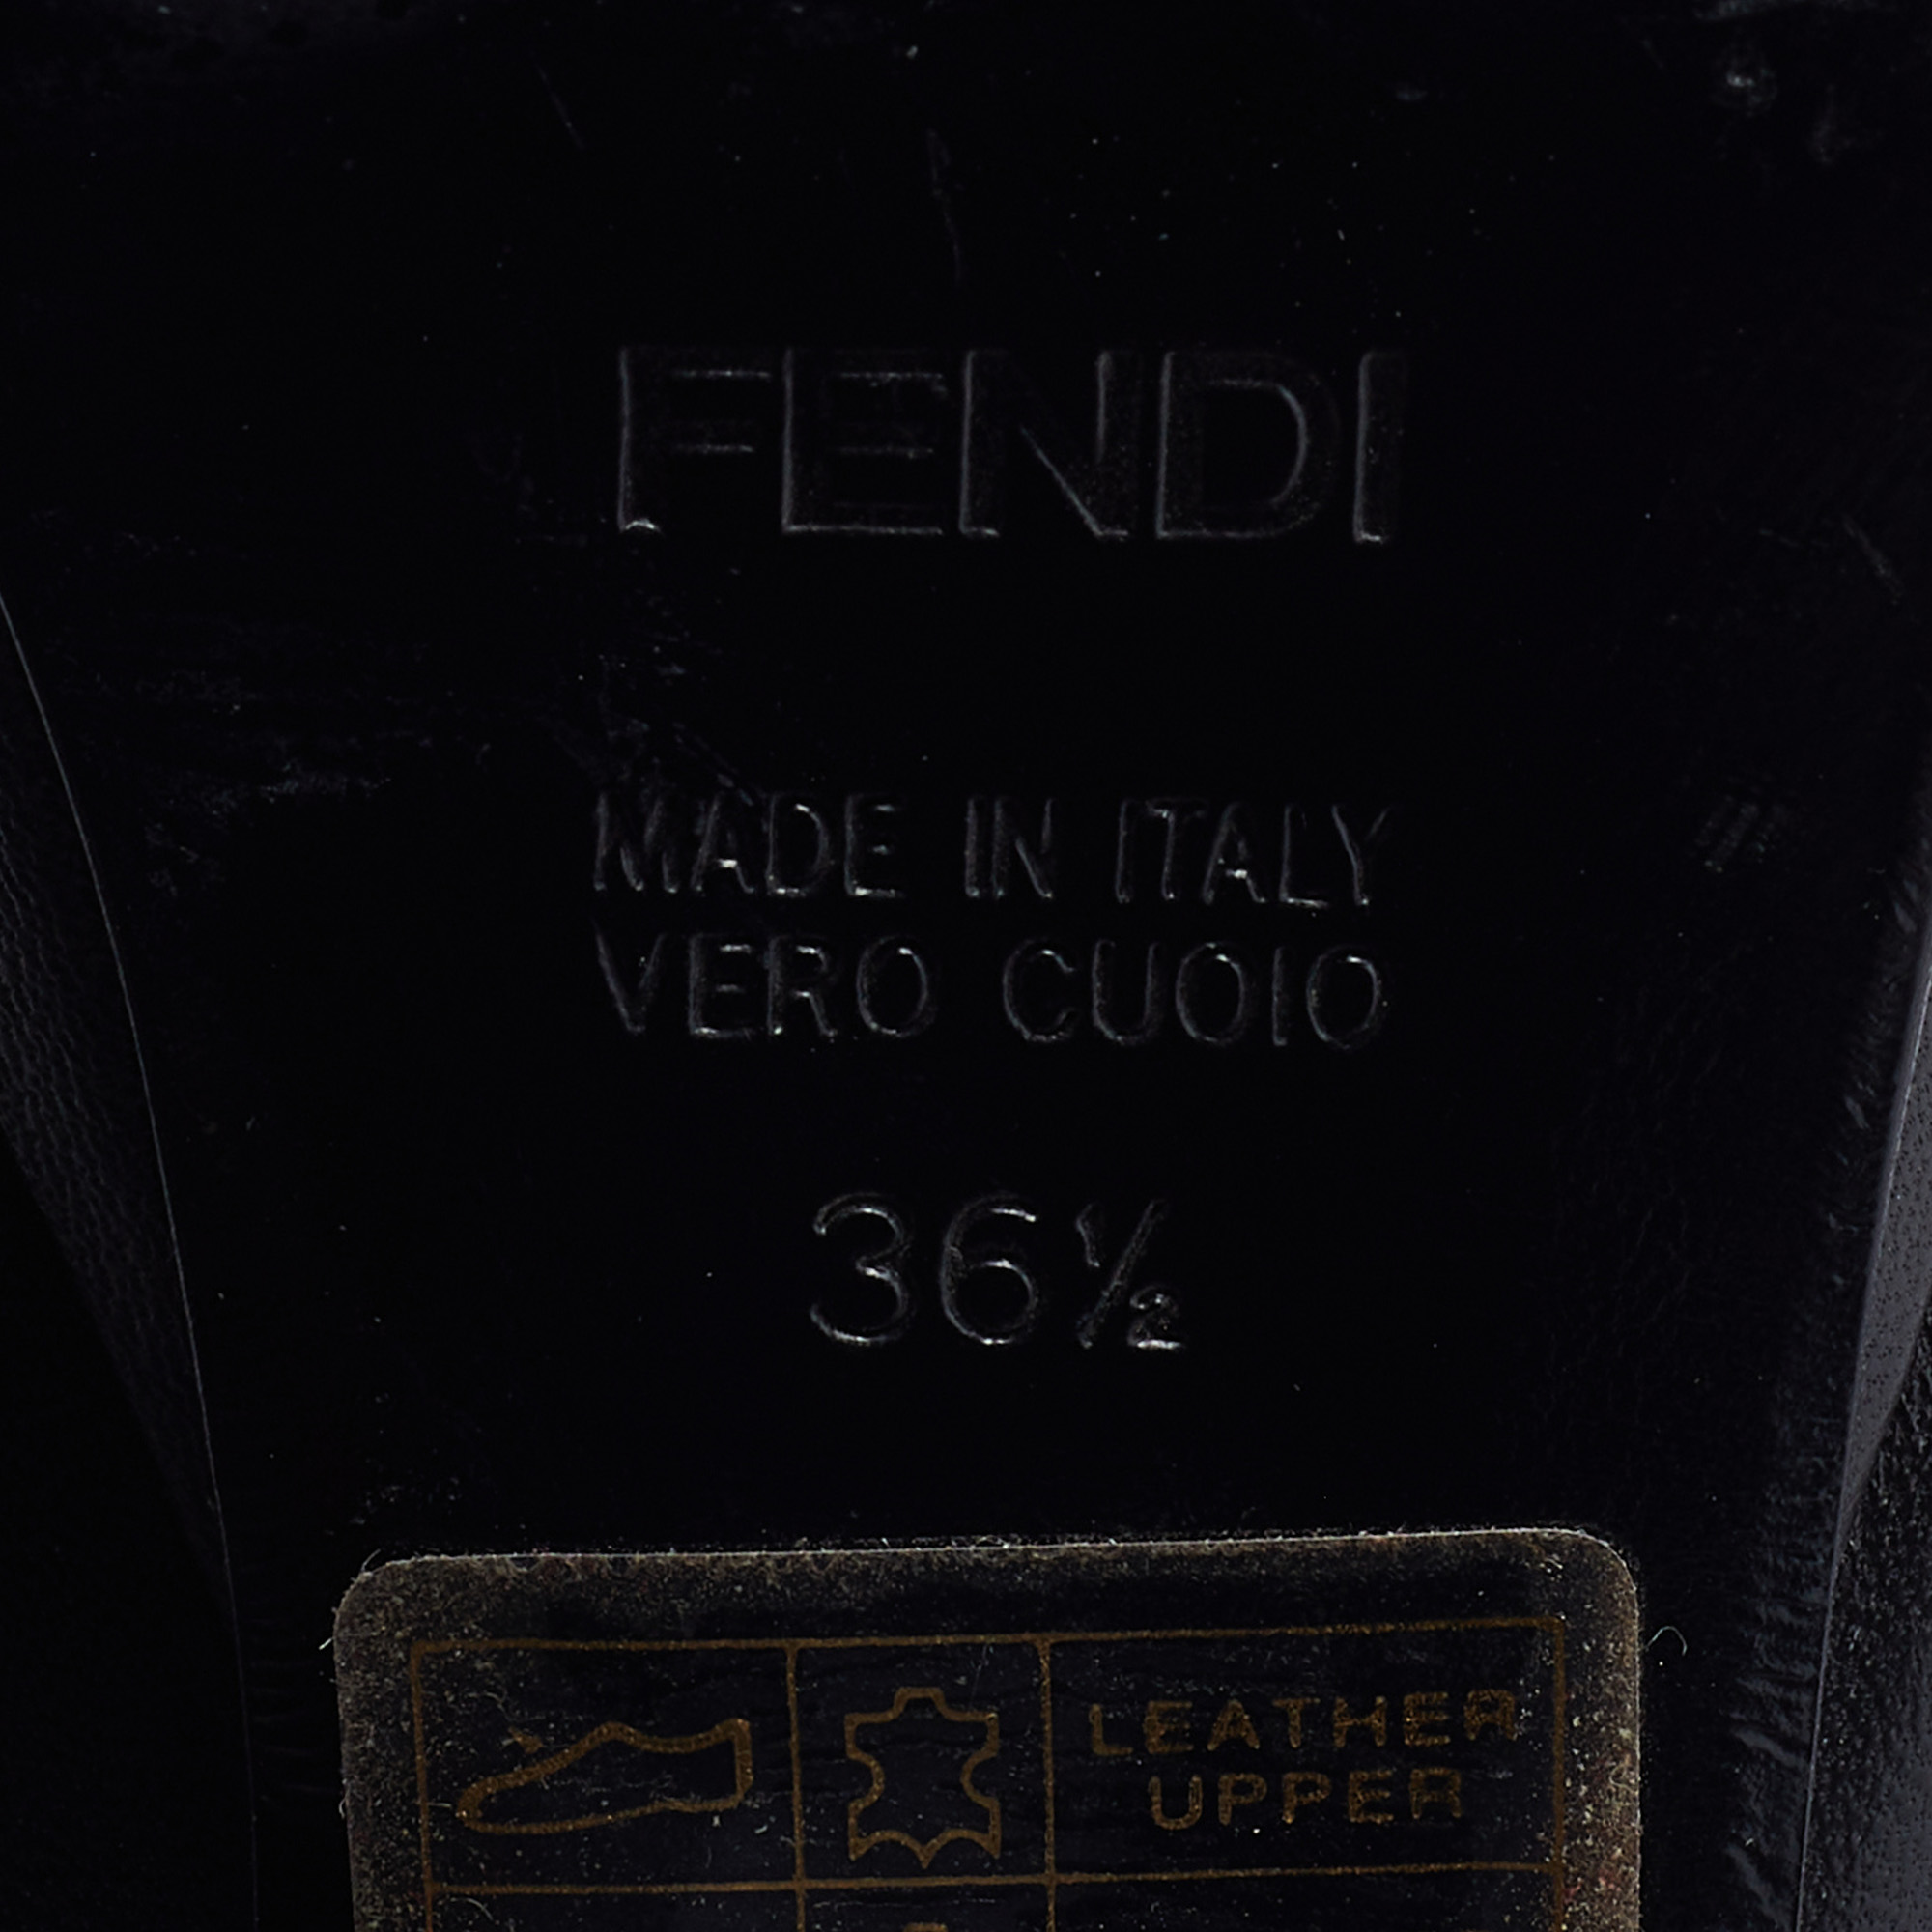 FENDI
MADE IN ITALY
VERO CUOIO
36½
LEATHER
UPPER